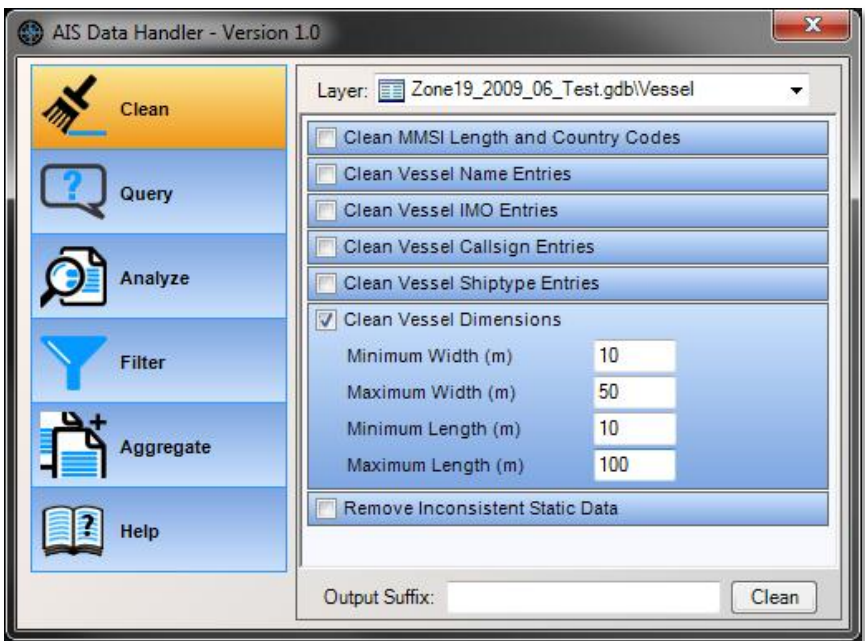 AIS Data Handler - Version 1.0
Clean
Query
Analyze
Filter
Aggregate
Help
Layer: Zone19_2009_06_Test.gdb\Vessel
Clean MMSI Length and Country Codes
Clean Vessel Name Entries
Clean Vessel IMO Entries
Clean Vessel Callsign Entries
Clean Vessel Shiptype Entries
Clean Vessel Dimensions
Minimum Width (m) 10
Maximum Width (m) 50
Minimum Length (m) 10
Maximum Length (m) 100
Remove Inconsistent Static Data
Output Suffix: Clean